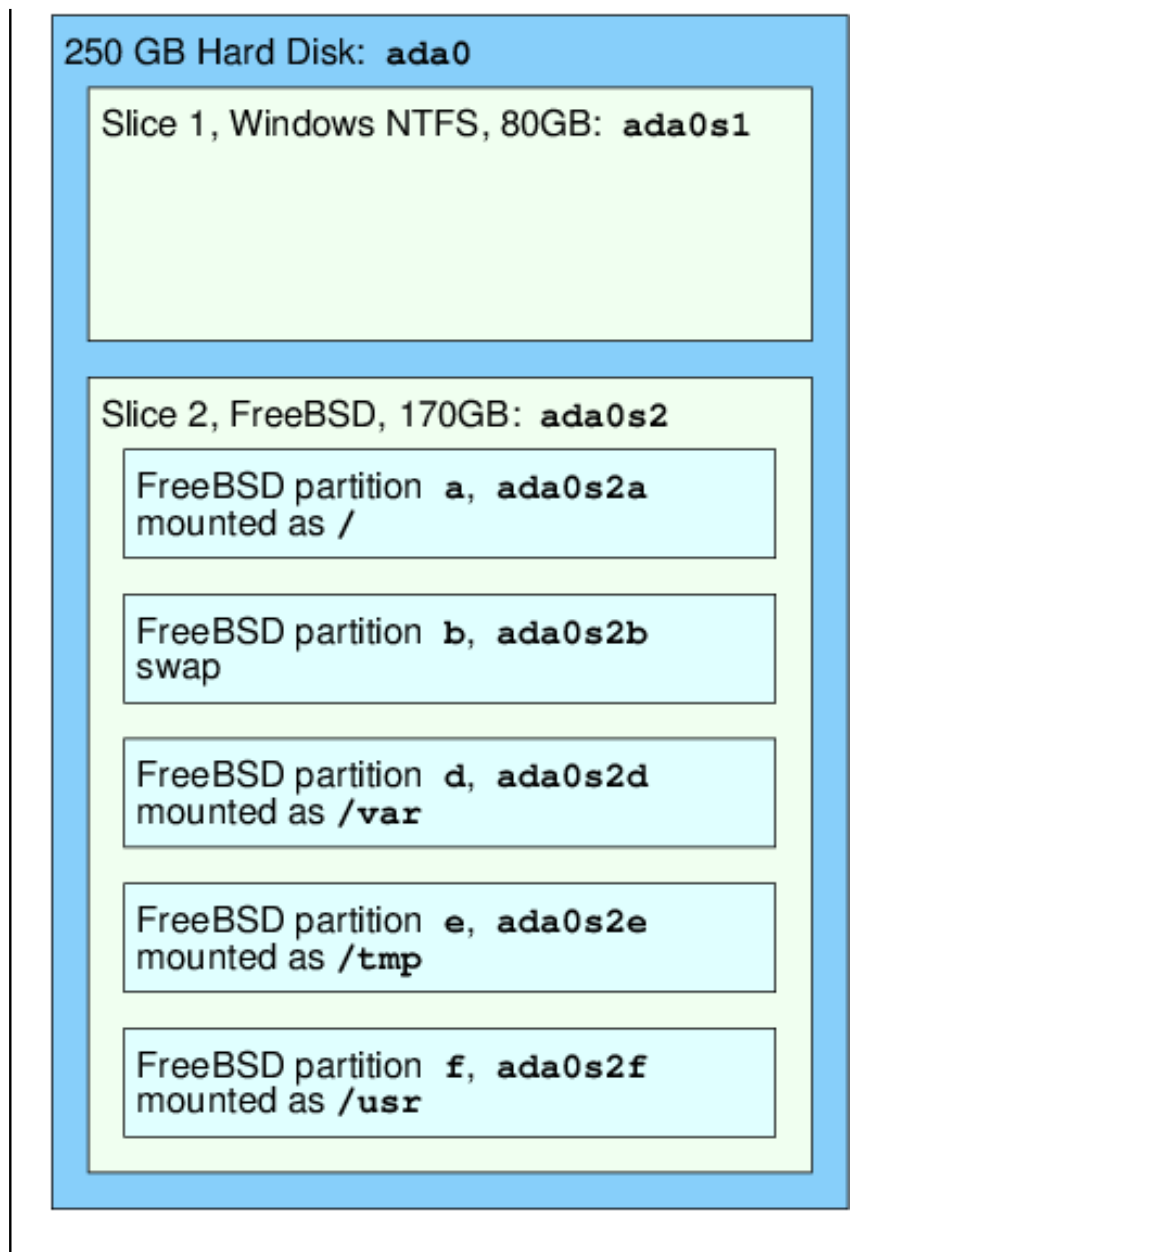 250 GB Hard Disk: ada0
Slice 1, Windows NTFS, 80GB: ada0s1
Slice 2, FreeBSD, 170GB: ada0s2
FreeBSD partition a, ada0s2a
mounted as /
FreeBSD partition b, ada0s2b
swap
FreeBSD partition d, ada0s2d
mounted as /var
FreeBSD partition e, ada0s2e
mounted as /tmp
FreeBSD partition f, ada0s2f
mounted as /usr